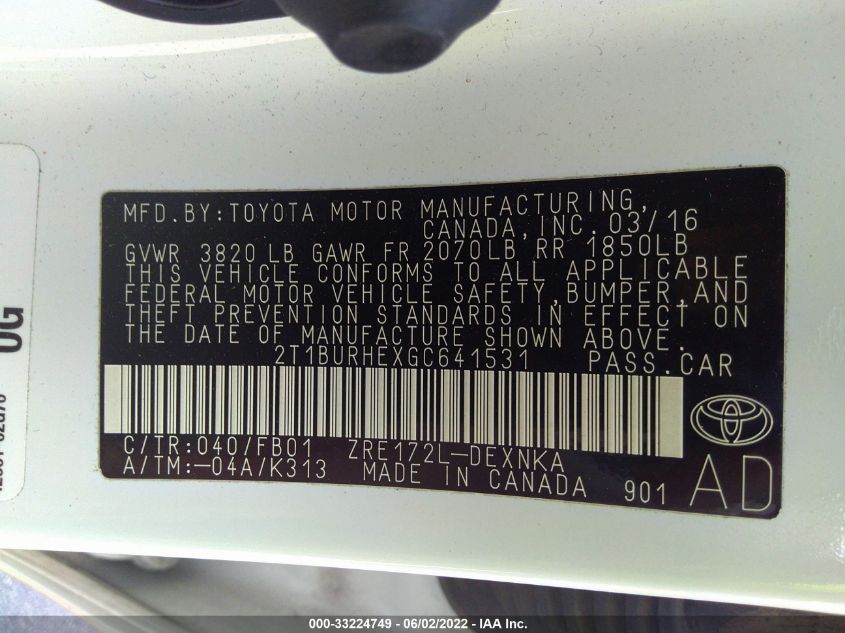 MFD.BY:TOYOTA MOTOR MANUFACTURING,
CANADA,INC. 03/16
GVWR 3820 LB GAWR FR 2070LB RR 1850LB
THIS VEHICLE CONFORMS TO ALL APPLICABLE
FEDERAL MOTOR VEHICLE SAFETY,BUMPER,AND
THEFT PREVENTION STANDARDS IN EFFECT ON
THE DATE OF MANUFACTURE SHOWN ABOVE.
2T1BURHEXGC641531 PASS.CAR
C/TR:040/FB01 ZRE172L-DEXNKA
A/TM:-04A/K313 MADE IN CANADA 901
AD
UG
000-33224749 - 06/02/2022 - IAA Inc.